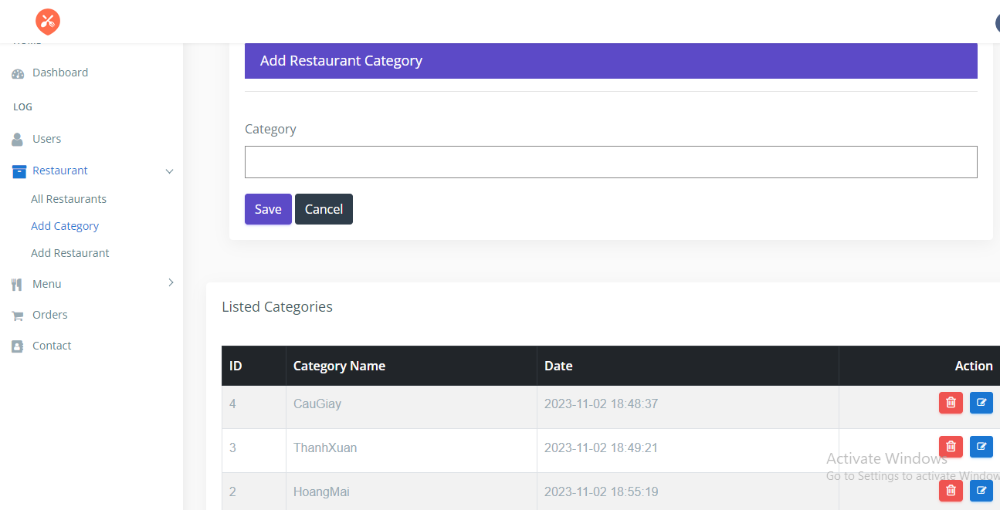 Add Restaurant Category
Dashboard
LOG
Category
Users
Restaurant
All Restaurants
Save Cancel
Add Category
Add Restaurant
Menu
Listed Categories
Orders
Contact
ID Category Name Date Action
4 CauGiay 2023-11-02 18:48:37
3 ThanhXuan 2023-11-02 18:49:21
Activate Windows
Go to Settings to activate Window
2 HoangMai 2023-11-02 18:55:19